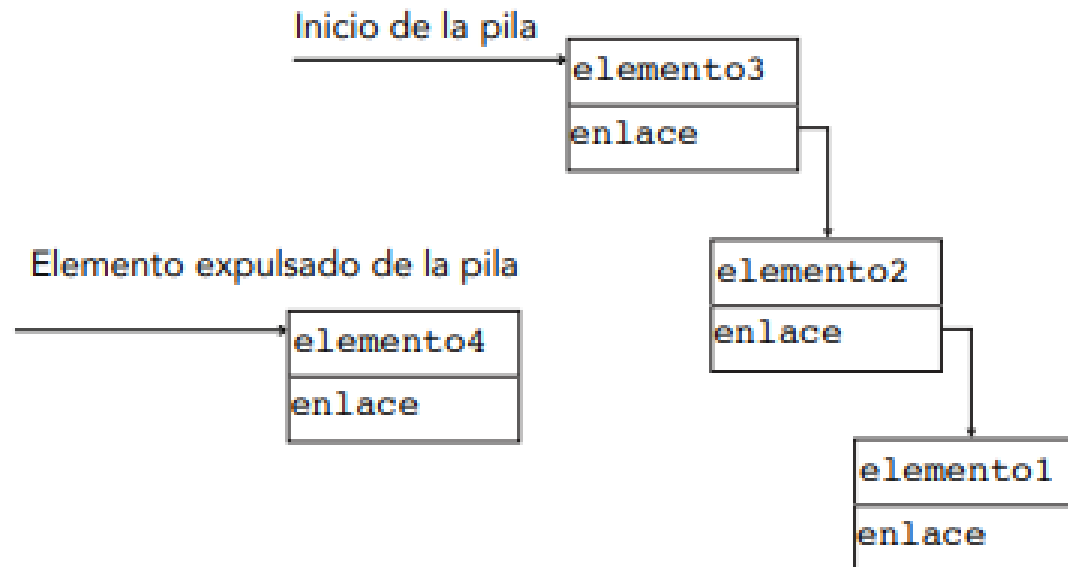 Inicio de la pila
elemento3
enlace
elemento2
enlace
Elemento expulsado de la pila
elemento4
enlace
elemento1
enlace